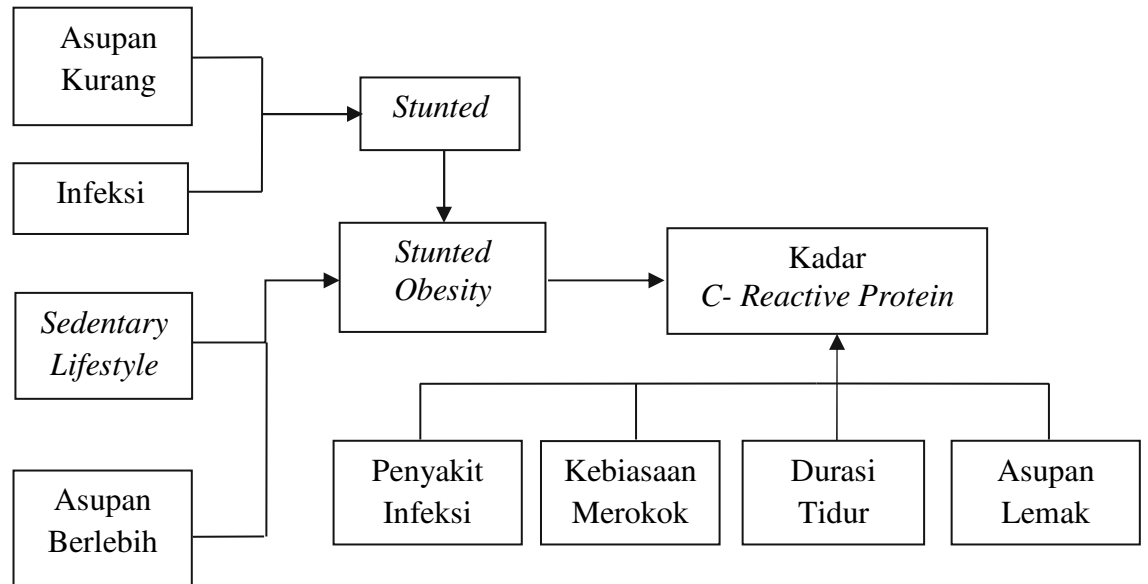 Asupan
Kurang
Stunted
Infeksi
Stunted
Obesity
Kadar
C- Reactive Protein
Sedentary
Lifestyle
Penyakit
Infeksi
Kebiasaan
Merokok
Durasi
Tidur
Asupan
Lemak
Asupan
Berlebih